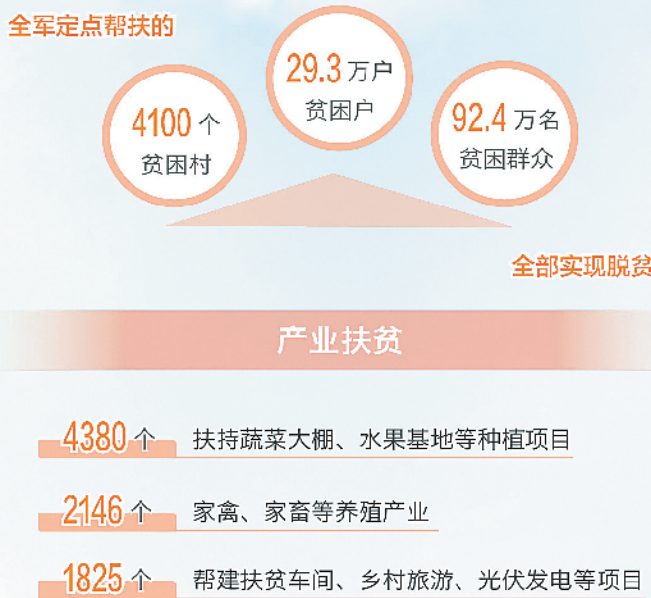 全军定点帮扶的
4100 个
贫困村
29.3 万户
贫困户
92.4 万名
贫困群众
全部实现脱贫
产业扶贫
4380 个 扶持蔬菜大棚、水果基地等种植项目
2146 个 家禽、家畜等养殖产业
1825 个 帮建扶贫车间、乡村旅游、光伏发电等项目